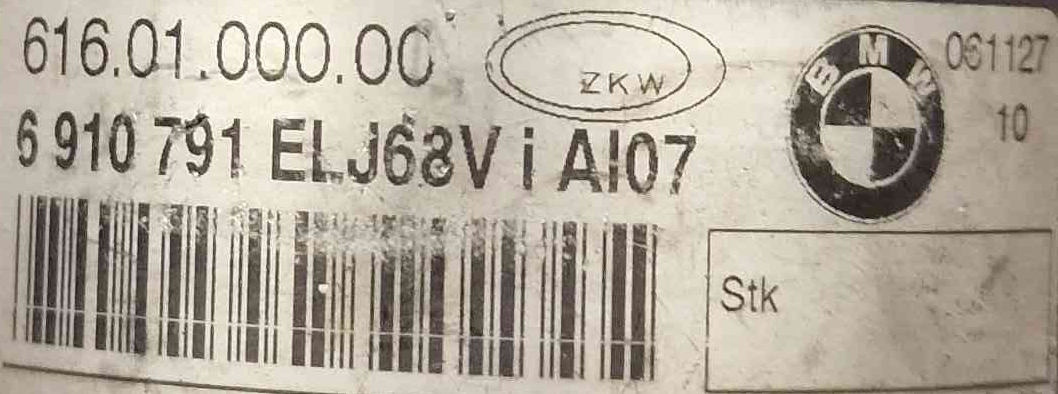 616.01.000.00
ZKW
BMW
061127
10
6 910 791 ELJ68V i AI07
Stk